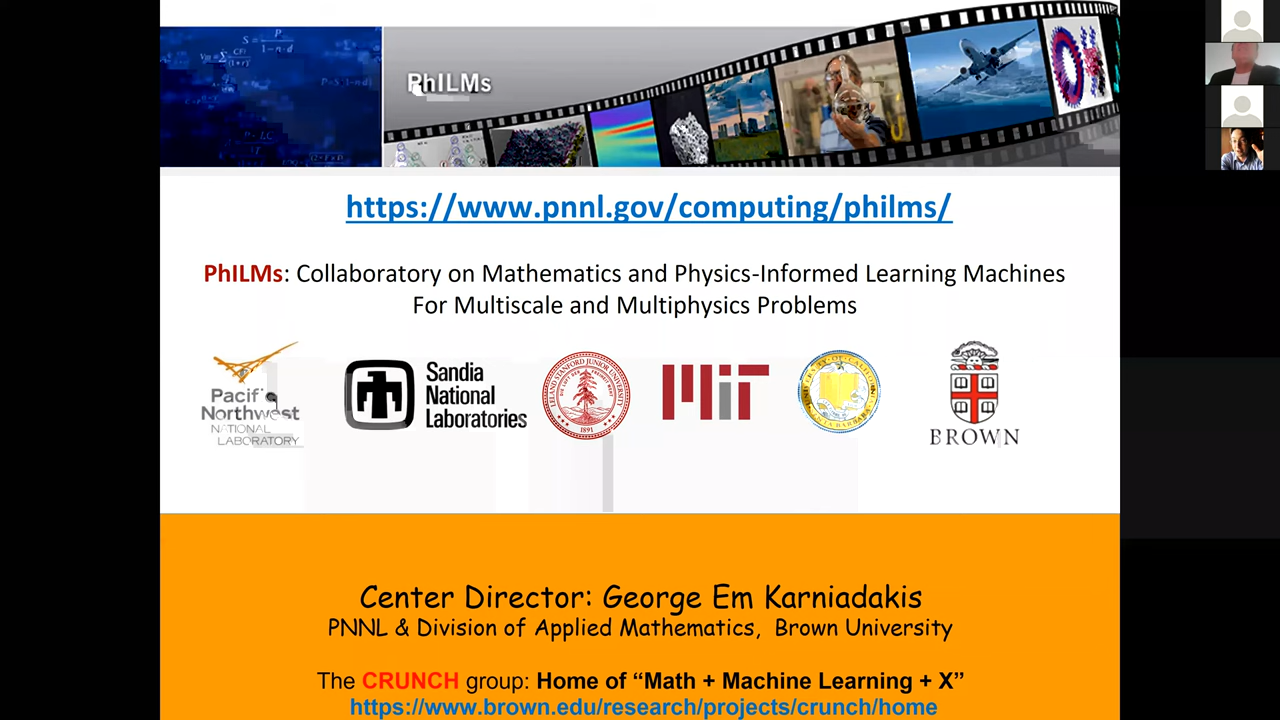 PhILMs
https://www.pnnl.gov/computing/philms/
PhILMs: Collaboratory on Mathematics and Physics-Informed Learning Machines
For Multiscale and Multiphysics Problems
Pacific
Northwest
NATIONAL
LABORATORY
Sandia
National
Laboratories
1891
MIT
BROWN
Center Director: George Em Karniadakis
PNNL & Division of Applied Mathematics, Brown University
The CRUNCH group: Home of “Math + Machine Learning + X”
https://www.brown.edu/research/projects/crunch/home